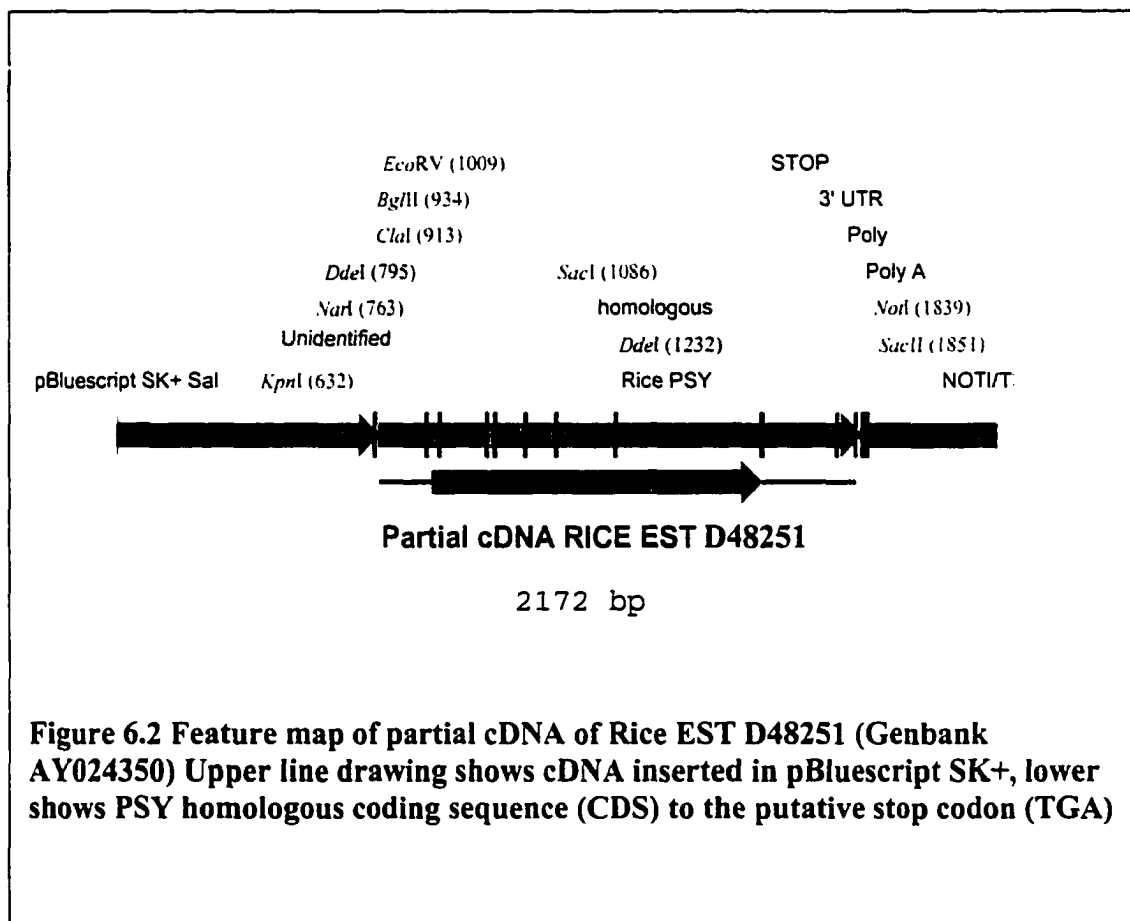 EcoRV (1009) STOP
BglII (934) 3' UTR
ClaI (913) Poly
DdeI (795) SacI (1086) Poly A
NarI (763) homologous NotI (1839)
Unidentified DdeI (1232) SacII (1851)
pBluescript SK+ Sal KpnI (632) Rice PSY NOTI/T
Partial cDNA RICE EST D48251
2172 bp
Figure 6.2 Feature map of partial cDNA of Rice EST D48251 (Genbank
AY024350) Upper line drawing shows cDNA inserted in pBluescript SK+, lower
shows PSY homologous coding sequence (CDS) to the putative stop codon (TGA)